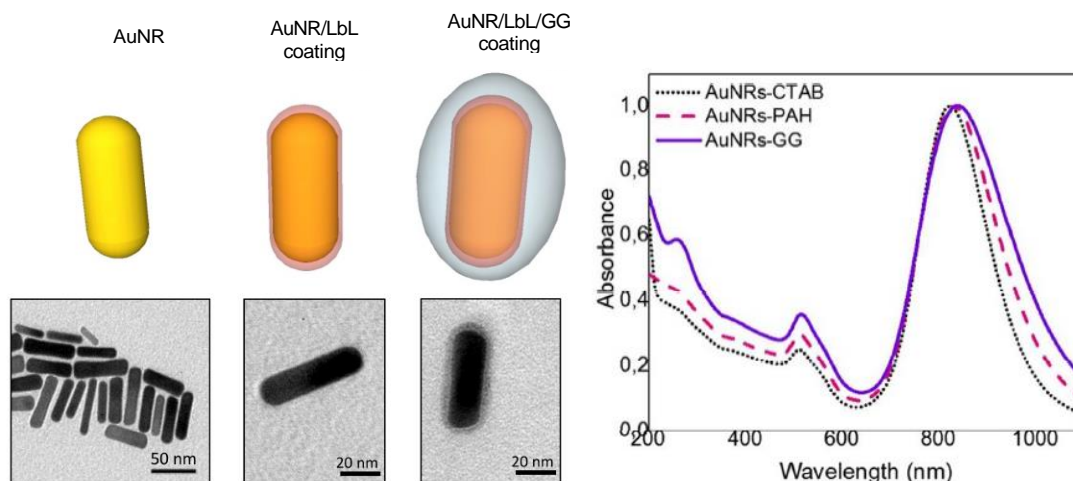 AuNR
AuNR/LbL
coating
AuNR/LbL/GG
coating
50 nm
20 nm
20 nm
AuNRs-CTAB
AuNRs-PAH
AuNRs-GG
Absorbance
1,0
0,8
0,6
0,4
0,2
0,0
200
400
600
800
1000
Wavelength (nm)